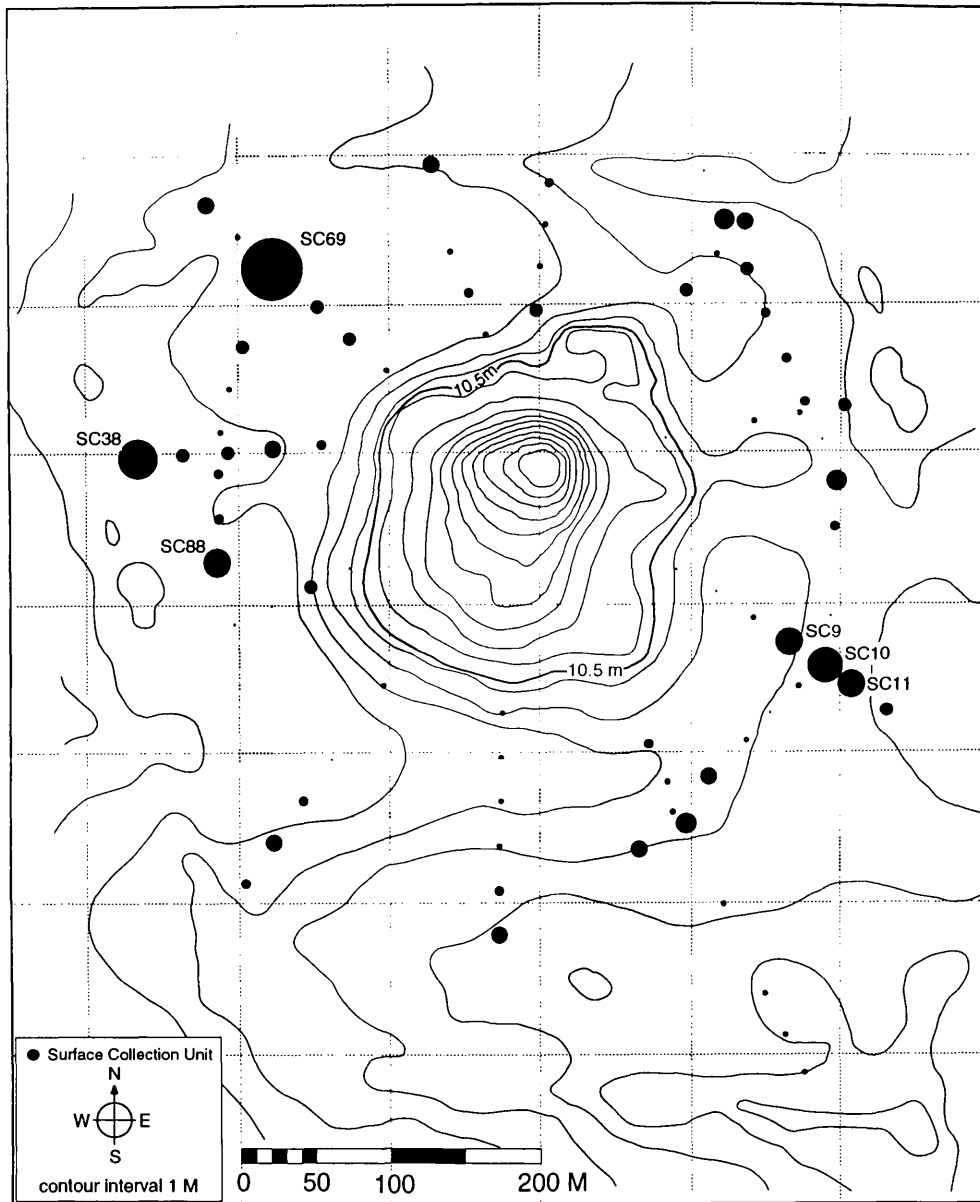 SC69
10.5m
SC38
SC88
SC9
SC10
SC11
10.5 m
Surface Collection Unit
N
W E
S
contour interval 1 M
0 50 100 200 M